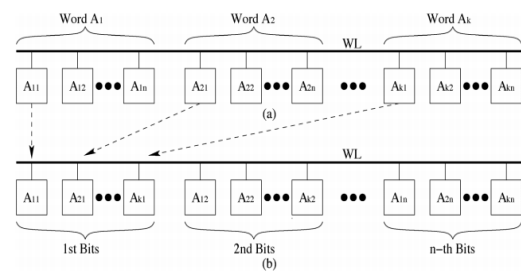 Word A1 Word A2 Word Ak
WL
A11 A12 ●●● A1n A21 A22 ●●● A2n ●●● Ak1 Ak2 ●●● Akn
(a)
WL
A11 A21 ●●● Ak1 A12 A22 ●●● Ak2 ●●● A1n A2n ●●● Akn
1st Bits 2nd Bits n-th Bits
(b)